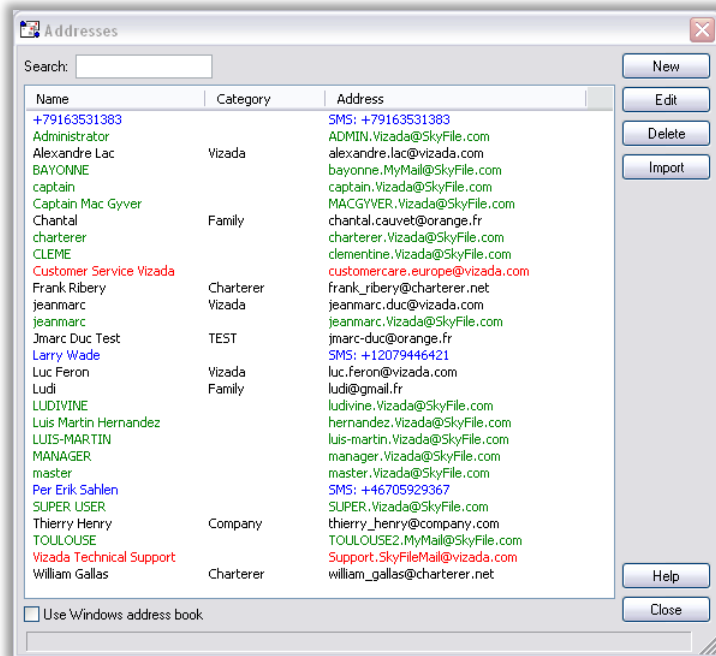 Addresses
Search:
New
Edit
Delete
Import
Name Category Address
+79163531383 SMS: +79163531383
Administrator ADMIN.Vizada@SkyFile.com
Alexandre Lac Vizada alexandre.lac@vizada.com
BAYONNE bayonne.MyMail@SkyFile.com
captain captain.Vizada@SkyFile.com
Captain Mac Gyver MACGYVER.Vizada@SkyFile.com
Chantal Family chantal.cauvet@orange.fr
charterer charterer.Vizada@SkyFile.com
CLEME clementine.Vizada@SkyFile.com
Customer Service Vizada customercare.europe@vizada.com
Frank Ribery Charterer frank_ribery@charterer.net
jeanmarc Vizada jeanmarc.duc@vizada.com
jeanmarc jeanmarc.Vizada@SkyFile.com
Jmarc Duc Test TEST jmarc-duc@orange.fr
Larry Wade SMS: +12079446421
Luc Feron Vizada luc.feron@vizada.com
Ludi Family ludi@gmail.fr
LUDIVINE ludivine.Vizada@SkyFile.com
Luis Martin Hernandez hernandez.Vizada@SkyFile.com
LUIS-MARTIN luis-martin.Vizada@SkyFile.com
MANAGER manager.Vizada@SkyFile.com
master master.Vizada@SkyFile.com
Per Erik Sahlen SMS: +46705929367
SUPER USER SUPER.Vizada@SkyFile.com
Thierry Henry Company thierry_henry@company.com
TOULOUSE TOULOUSE2.MyMail@SkyFile.com
Vizada Technical Support Support.SkyFileMail@vizada.com
William Gallas Charterer william_gallas@charterer.net
Help
Close
Use Windows address book